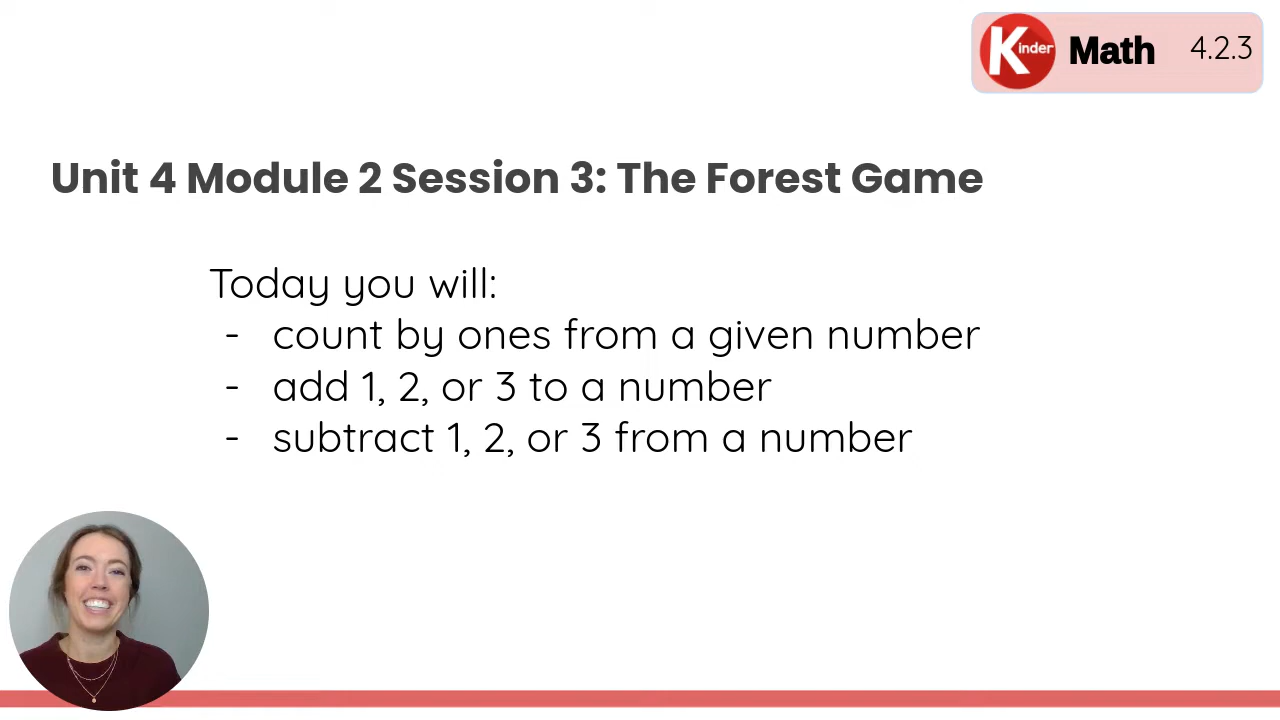 Kinder Math 4.2.3
Unit 4 Module 2 Session 3: The Forest Game
Today you will:
- count by ones from a given number
- add 1, 2, or 3 to a number
- subtract 1, 2, or 3 from a number